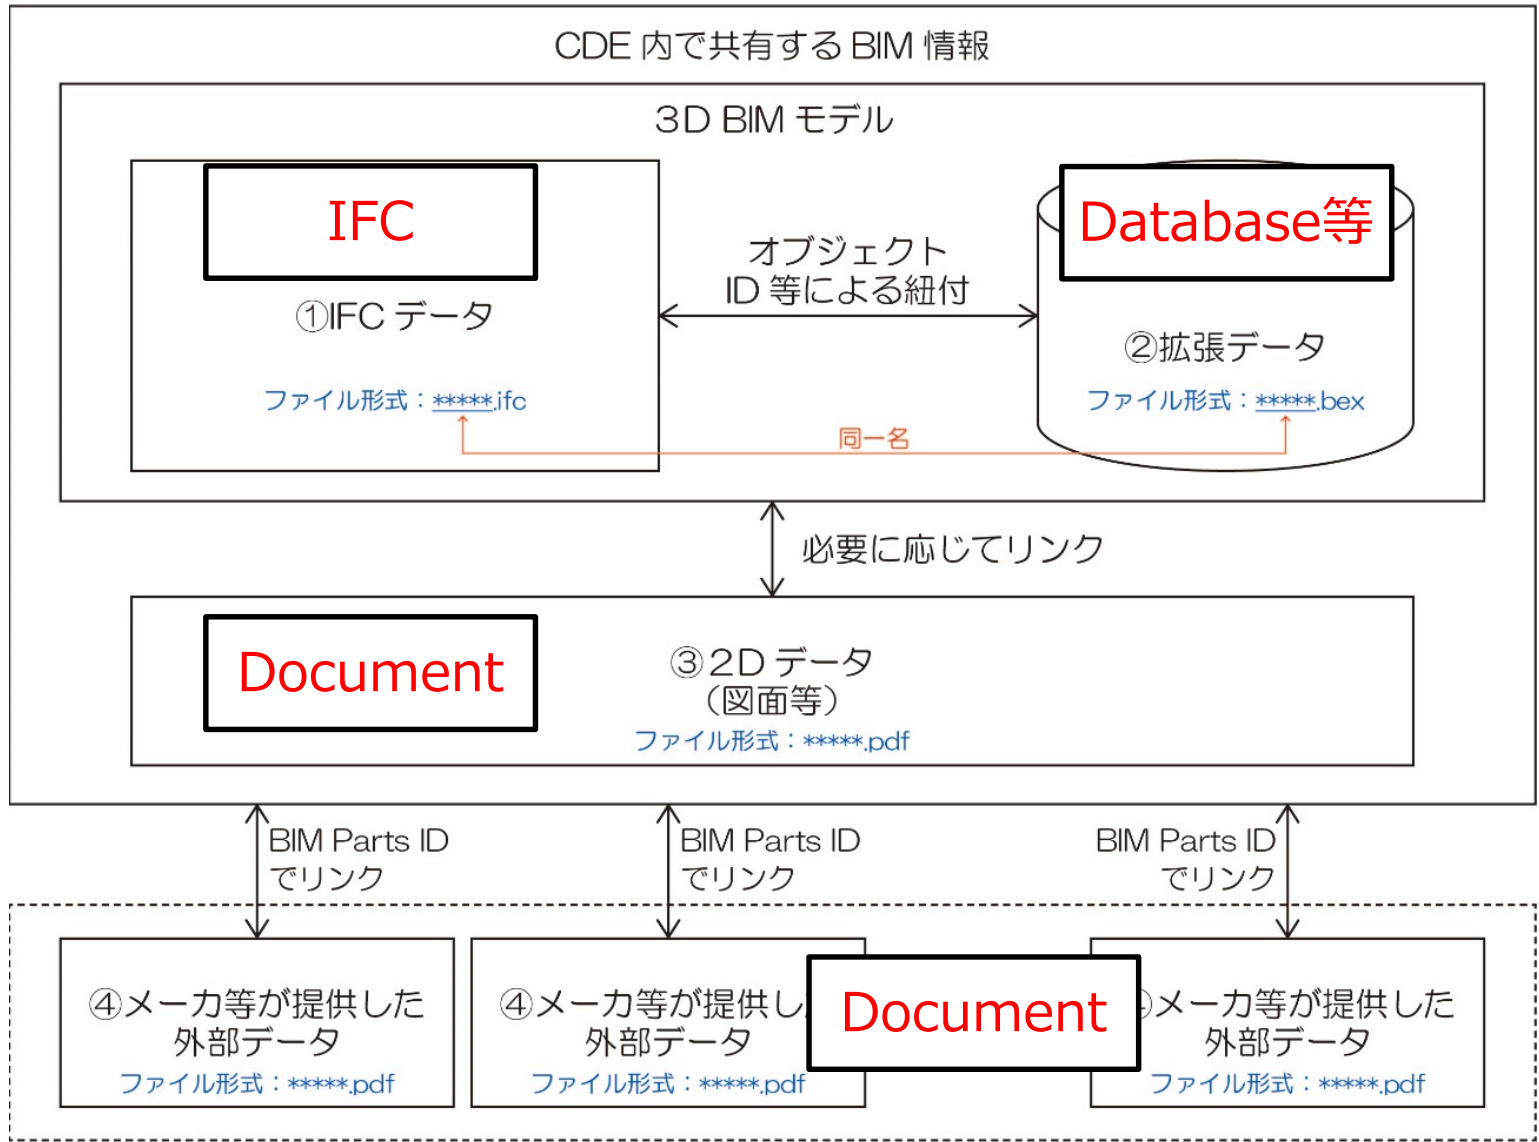 CDE 内で共有する BIM 情報
3D BIM モデル
IFC
Database等
オブジェクト
ID 等による紐付
①IFC データ
②拡張データ
ファイル形式：*****.ifc
ファイル形式：*****.bex
同一名
必要に応じてリンク
Document
③2D データ
（図面等）
ファイル形式：*****.pdf
BIM Parts ID
でリンク
BIM Parts ID
でリンク
BIM Parts ID
でリンク
④メーカ等が提供した
外部データ
ファイル形式：*****.pdf
④メーカ等が提供し
外部データ
ファイル形式：*****.pdf
Document
メーカ等が提供した
外部データ
ファイル形式：*****.pdf